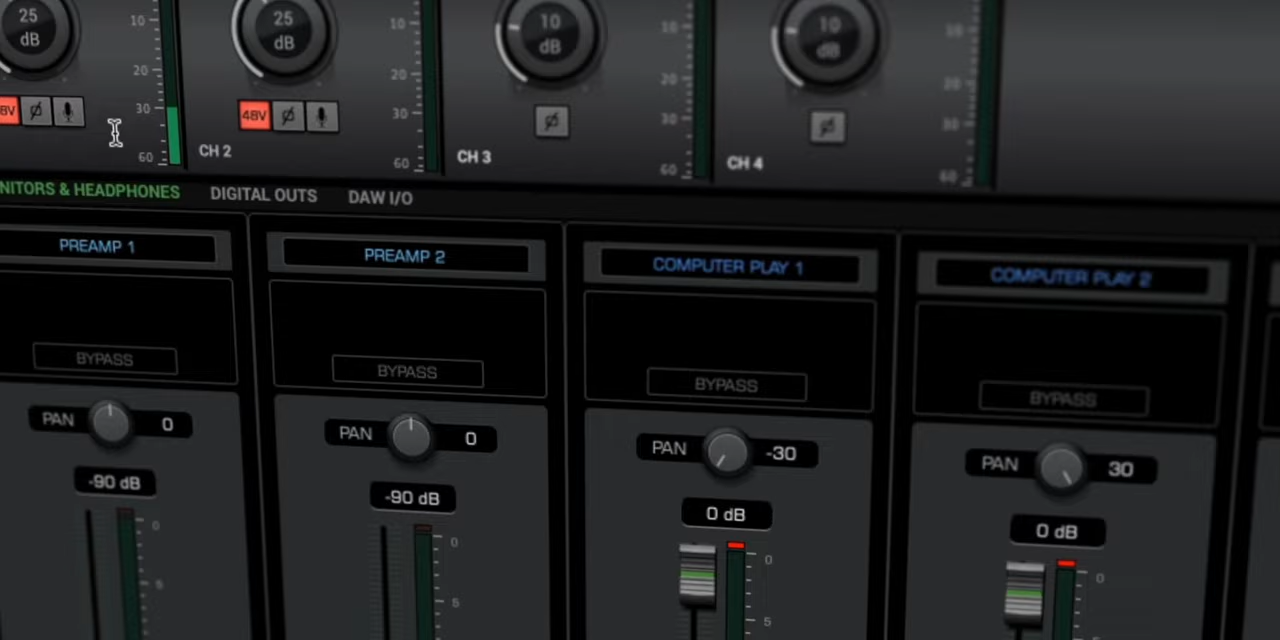 25 dB
25 dB
10 dB
10 dB
10
20
30
60
10
20
30
60
10
20
30
60
10
20
30
60
48V
CH 2
CH 3
CH 4
DIGITAL OUTS
DAW I/O
& HEADPHONES
PREAMP 1
PREAMP 2
COMPUTER PLAY 1
COMPUTER PLAY 2
BYPASS
BYPASS
BYPASS
BYPASS
PAN 0
PAN 0
PAN -30
PAN 30
-90 dB
-90 dB
0 dB
0 dB
0
5
0
5
0
5
0